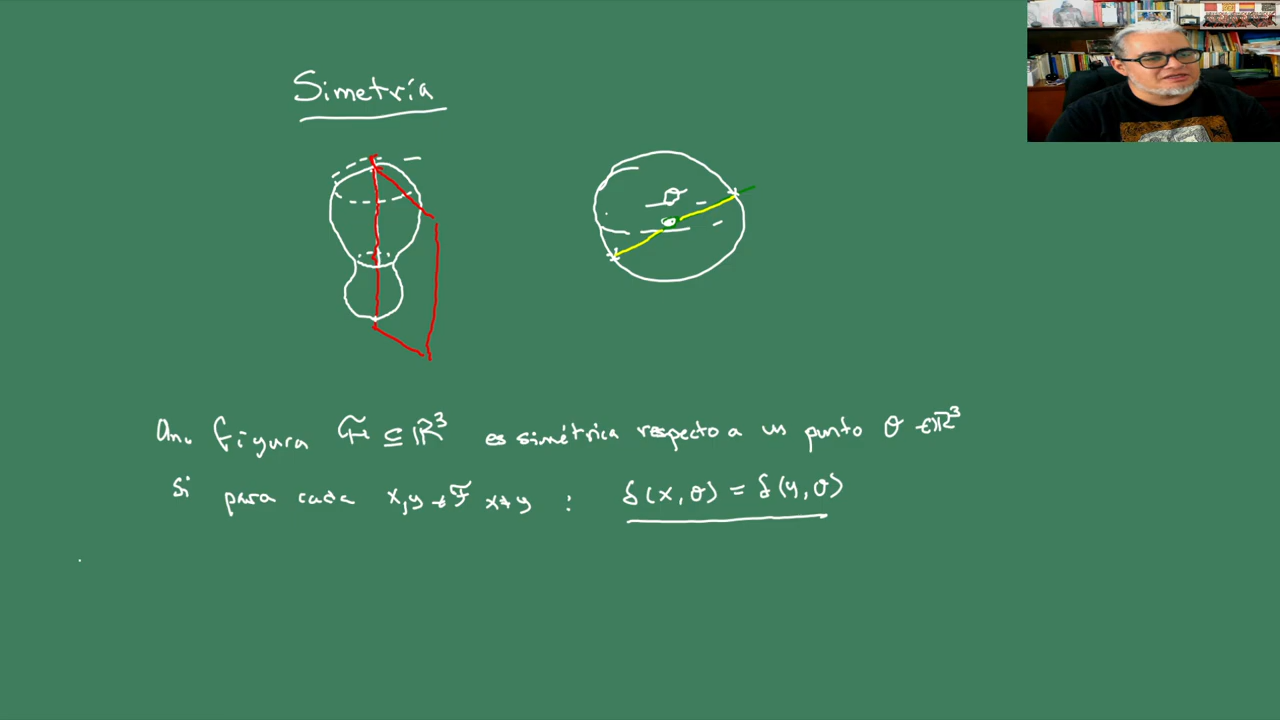 Simetría
θ
Una figura F̃ ⊆ ℝ³ es simétrica respecto a un punto θ ∈ ℝ³
Si para cada x, y ∈ F̃ x≠y : δ(x, θ) = δ(y, θ)